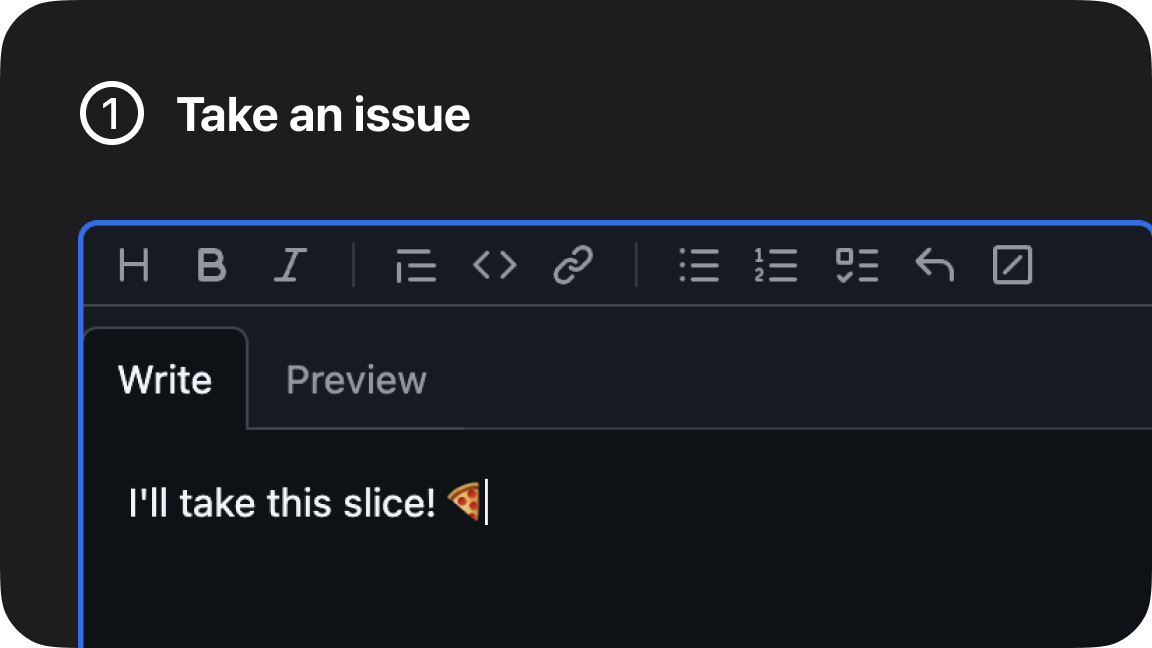 ① Take an issue
H B I
Write Preview
I'll take this slice! 🍕